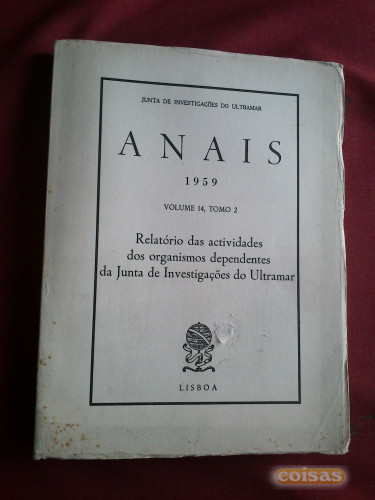 JUNTA DE INVESTIGAÇÕES DO ULTRAMAR
ANAIS
1959
VOLUME 14, TOMO 2
Relatório das actividades
dos organismos dependentes
da Junta de Investigações do Ultramar
LISBOA
coisas